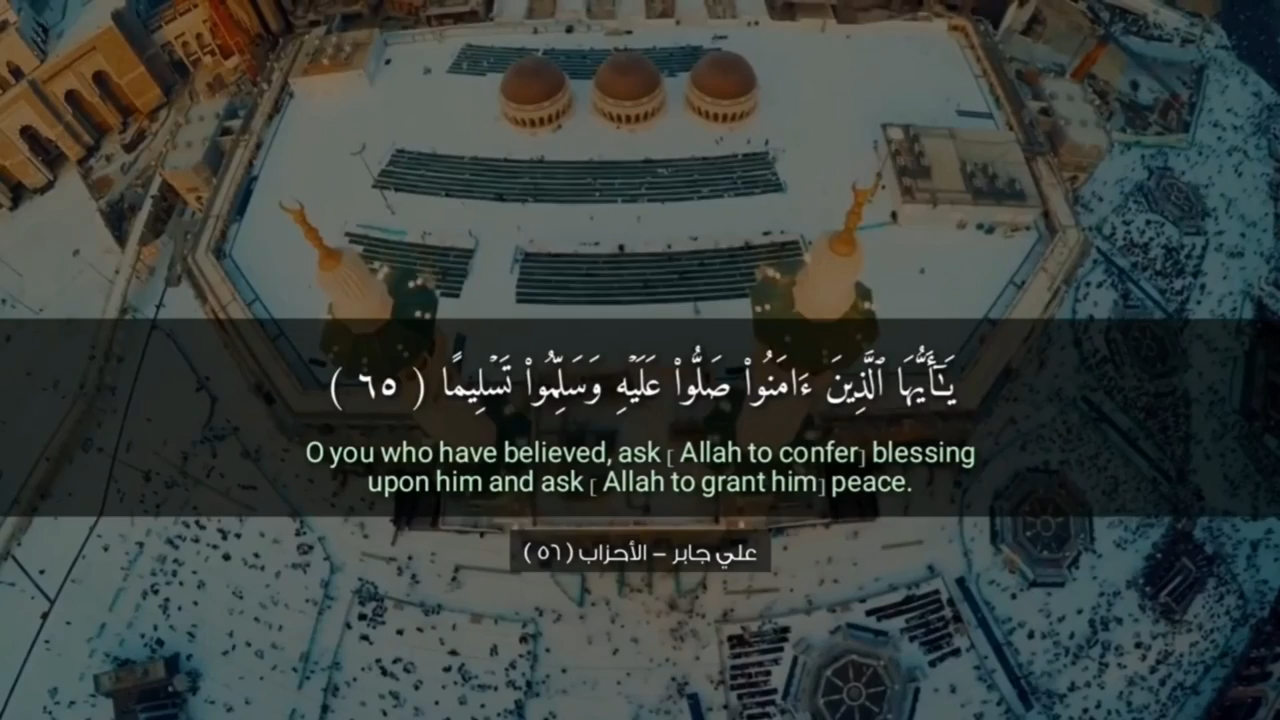 يَـٰٓأَيُّهَا ٱلَّذِينَ ءَامَنُوا۟ صَلُّوا۟ عَلَيْهِ وَسَلِّمُوا۟ تَسْلِيمًا ( ٦٥ )
O you who have believed, ask [ Allah to confer] blessing
upon him and ask [ Allah to grant him] peace.
علي جابر – الأحزاب (٥٦)